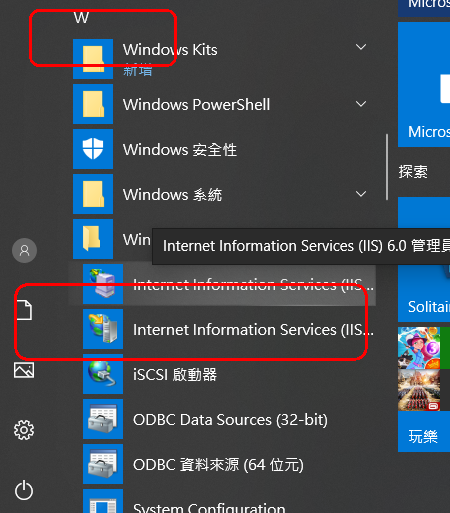 W
Windows Kits
新增
Windows PowerShell
Windows 安全性
Windows 系統
Win
Internet Information Services (IIS) 6.0 管理員
Internet Information Services (IIS...
Internet Information Services (IIS...
iSCSI 啟動器
ODBC Data Sources (32-bit)
ODBC 資料來源 (64 位元)
System Configuration
Micros
Micros
探索
Solitai
玩樂